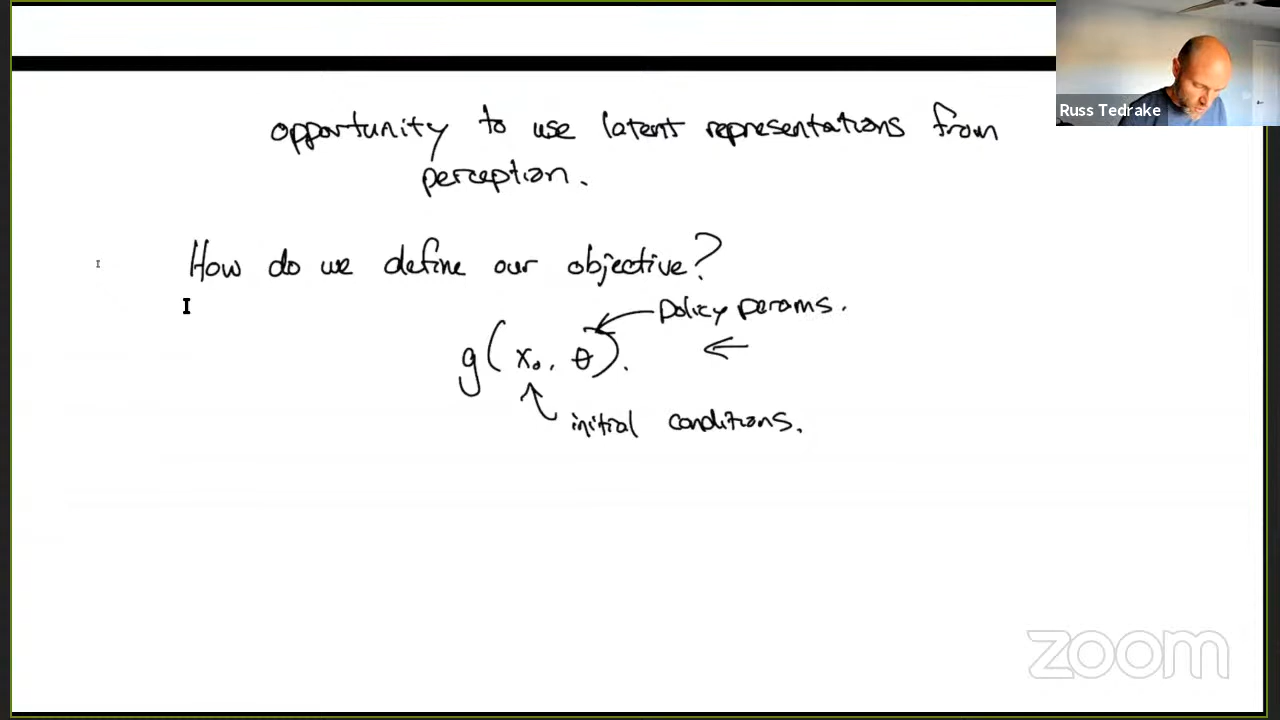 Russ Tedrake
opportunity to use latent representations from
perception.
How do we define our objective?
policy params.
g(x₀, θ).
initial conditions.
zoom